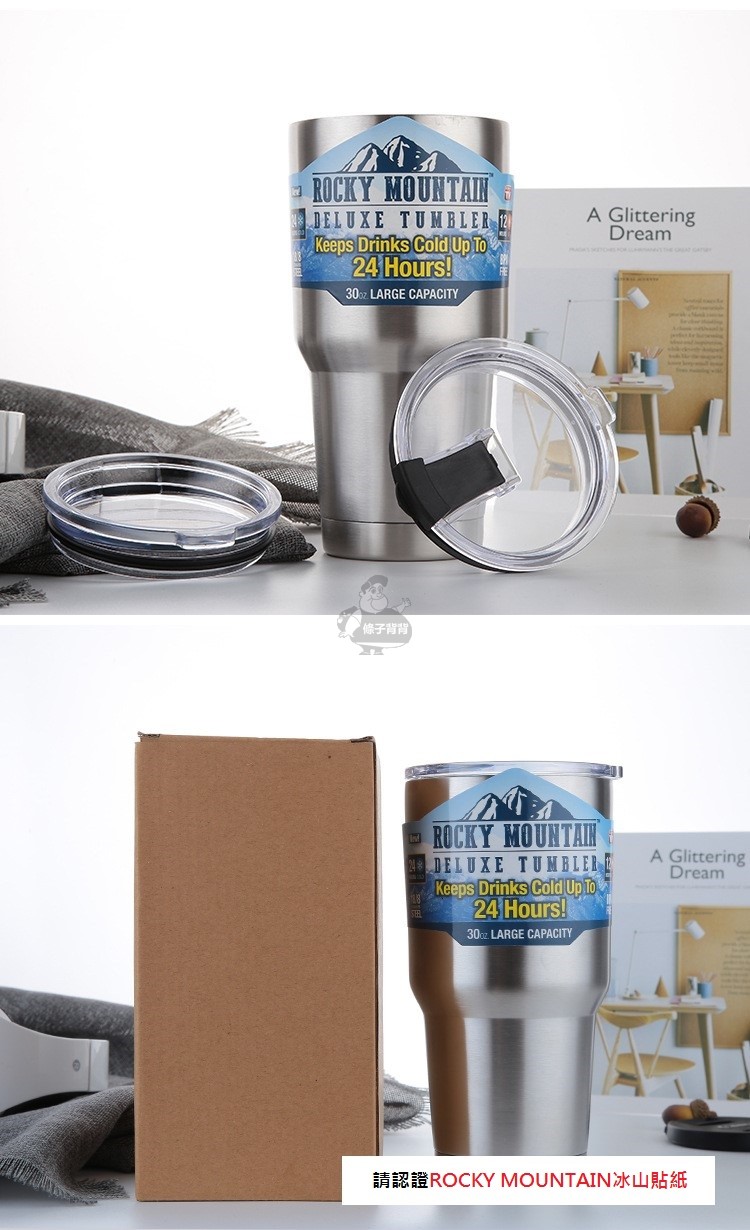 ROCKY MOUNTAIN™
DELUXE TUMBLER
Keeps Drinks Cold Up To
24 Hours!
30oz. LARGE CAPACITY
A Glittering
Dream
條子背背
ROCKY MOUNTAIN™
DELUXE TUMBLER
Keeps Drinks Cold Up To
24 Hours!
30oz. LARGE CAPACITY
A Glittering
Dream
請認證ROCKY MOUNTAIN冰山貼紙